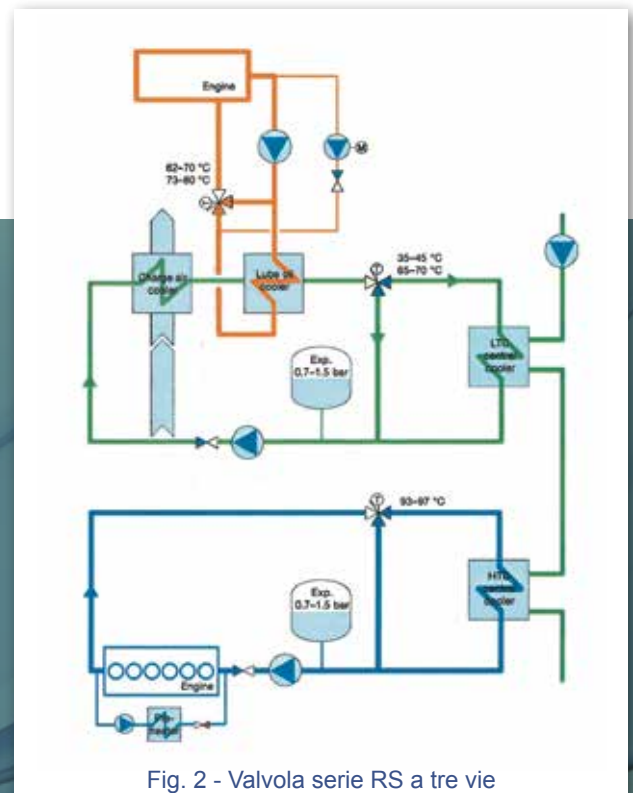 Engine
M
62–70 °C
73–80 °C
T
Charge air
cooler
Lube oil
cooler
35–45 °C
65–70 °C
T
LTC
central
cooler
Exp.
0.7–1.5 bar
93–97 °C
T
HTC
central
cooler
Exp.
0.7–1.5 bar
Engine
Pre-
heater
Fig. 2 - Valvola serie RS a tre vie